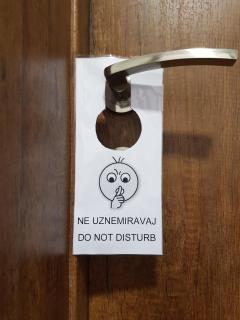 NE UZNEMIRAVAJ
DO NOT DISTURB